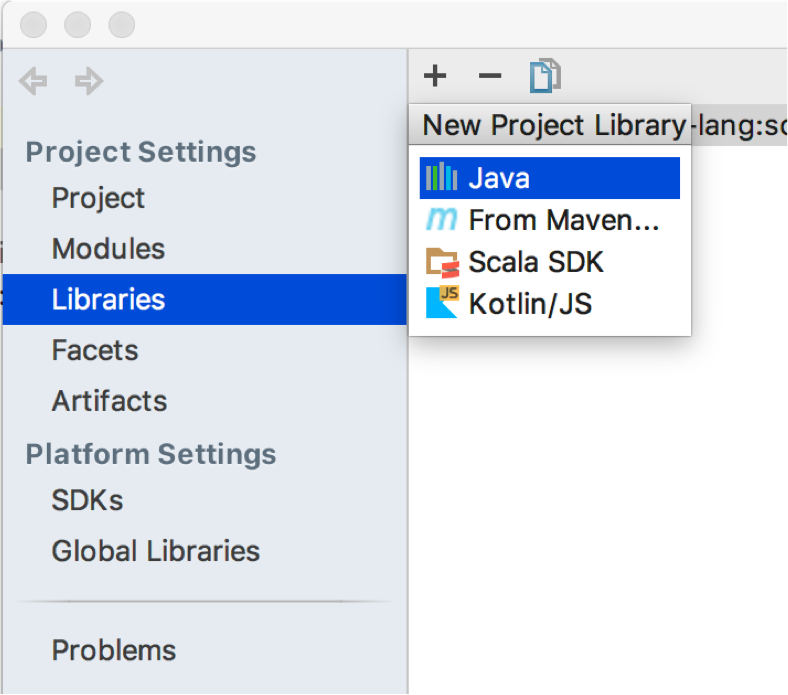 Project Settings
Project
Modules
Libraries
Facets
Artifacts
Platform Settings
SDKs
Global Libraries
Problems
New Project Library
-lang:sc
Java
From Maven...
Scala SDK
JS
Kotlin/JS